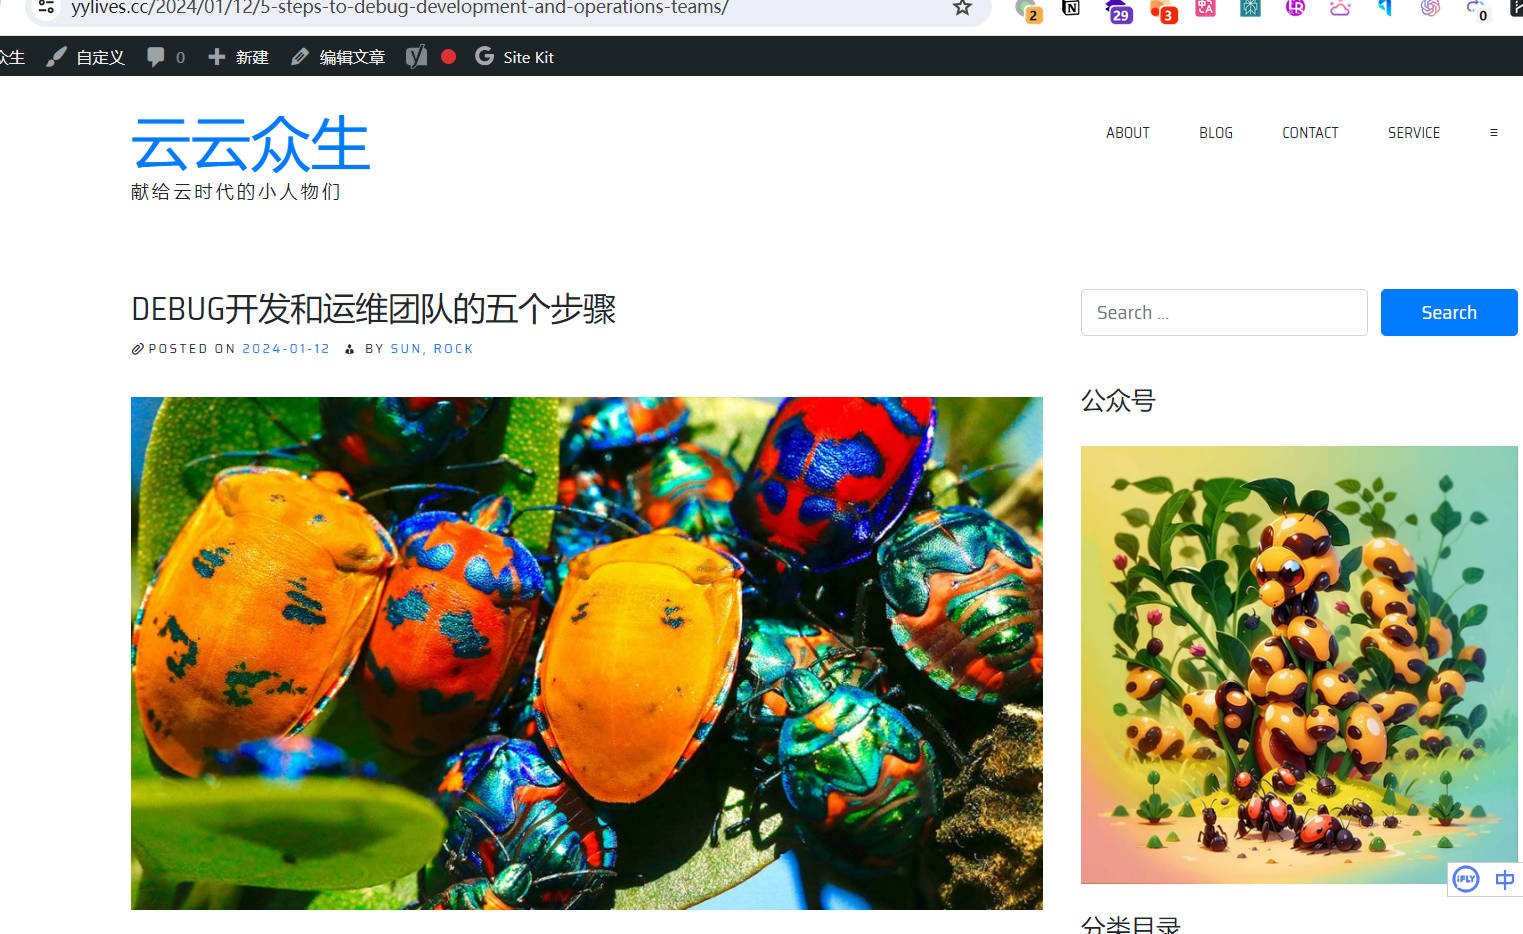 yylives.cc/2024/01/12/5-steps-to-debug-development-and-operations-teams/
2
29
3
0
众生 自定义 0 新建 编辑文章 Site Kit
云云众生
献给云时代的小人物们
ABOUT BLOG CONTACT SERVICE
DEBUG开发和运维团队的五个步骤
POSTED ON 2024-01-12 BY SUN, ROCK
Search ...
Search
公众号
iFLY 中
分类目录